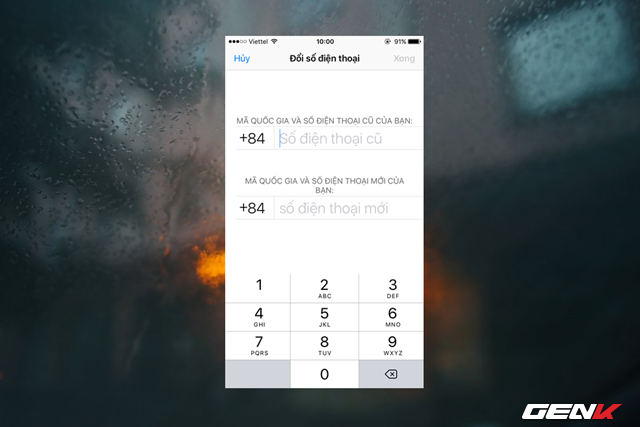 Viettel 10:00 91%
Hủy Đổi số điện thoại Xong
MÃ QUỐC GIA VÀ SỐ ĐIỆN THOẠI CŨ CỦA BẠN:
+84 Số điện thoại cũ
MÃ QUỐC GIA VÀ SỐ ĐIỆN THOẠI MỚI CỦA
BẠN:
+84 số điện thoại mới
1 2 3
ABC DEF
4 5 6
GHI JKL MNO
7 8 9
PQRS TUV WXYZ
0
GENK